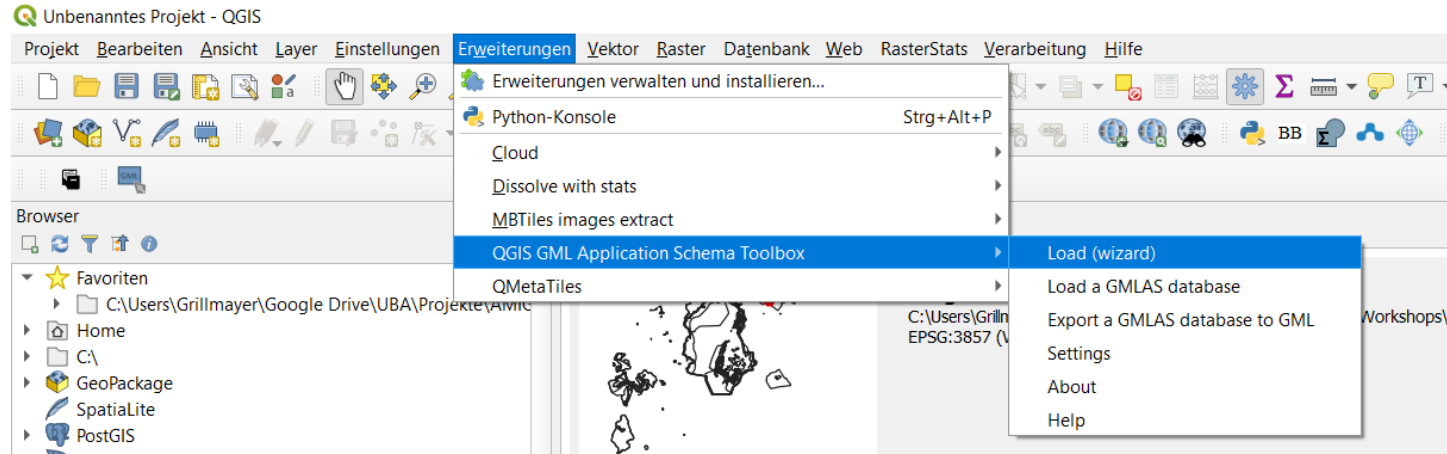 Unbenanntes Projekt - QGIS
Projekt Bearbeiten Ansicht Layer Einstellungen Erweiterungen Vektor Raster Datenbank Web RasterStats Verarbeitung Hilfe
Erweiterungen verwalten und installieren...
Python-Konsole Strg+Alt+P
Cloud
Dissolve with stats
MBTiles images extract
QGIS GML Application Schema Toolbox
QMetaTiles
Load (wizard)
Load a GMLAS database
Export a GMLAS database to GML
Settings
About
Help
a
T
abc
BB
GML
Browser
Favoriten
C:\Users\Grillmayer\Google Drive\UBA\Projekte\AMIG
Home
C:\
GeoPackage
SpatiaLite
PostGIS
C:\Users\Grillm
Workshops\
EPSG:3857 (W